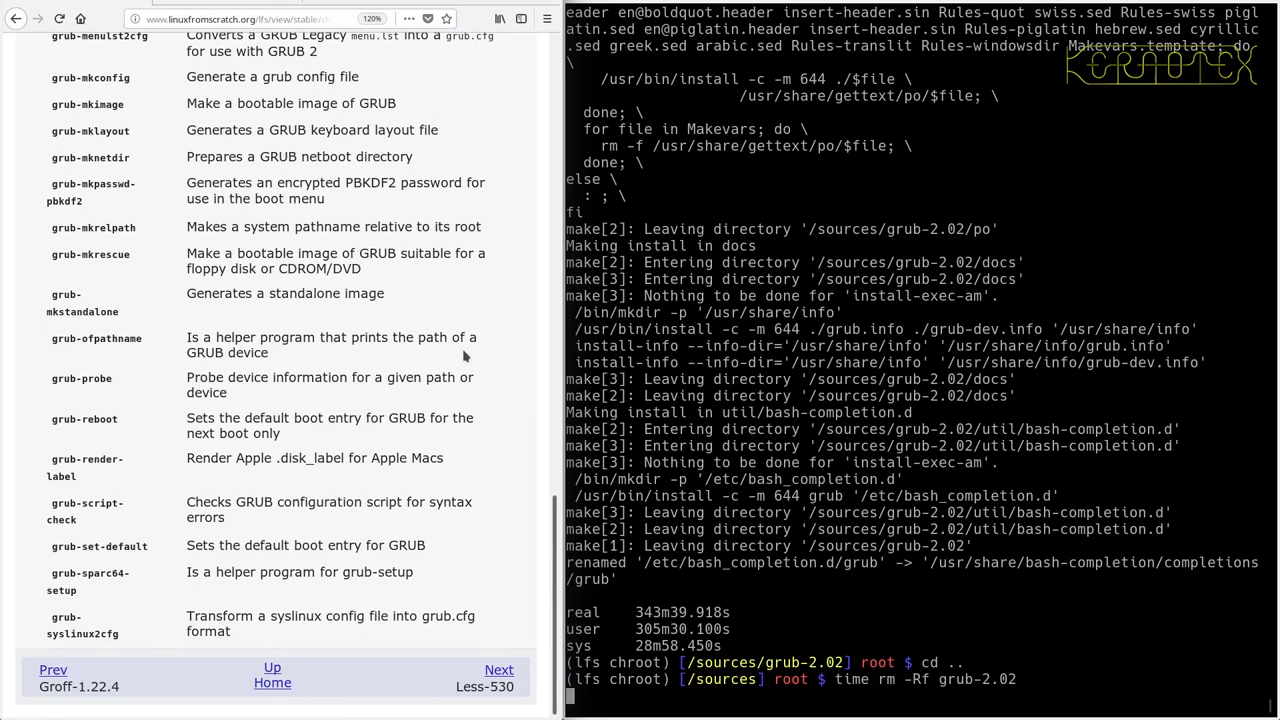 www.linuxfromscratch.org/lfs/view/stable/ch
120%
grub-menulst2cfg
Converts a GRUB Legacy menu.lst into a grub.cfg
for use with GRUB 2
grub-mkconfig
Generate a grub config file
grub-mkimage
Make a bootable image of GRUB
grub-mklayout
Generates a GRUB keyboard layout file
grub-mknetdir
Prepares a GRUB netboot directory
grub-mkpasswd-
pbkdf2
Generates an encrypted PBKDF2 password for
use in the boot menu
grub-mkrelpath
Makes a system pathname relative to its root
grub-mkrescue
Make a bootable image of GRUB suitable for a
floppy disk or CDROM/DVD
grub-
mkstandalone
Generates a standalone image
grub-ofpathname
Is a helper program that prints the path of a
GRUB device
grub-probe
Probe device information for a given path or
device
grub-reboot
Sets the default boot entry for GRUB for the
next boot only
grub-render-
label
Render Apple .disk_label for Apple Macs
grub-script-
check
Checks GRUB configuration script for syntax
errors
grub-set-default
Sets the default boot entry for GRUB
grub-sparc64-
setup
Is a helper program for grub-setup
grub-
syslinux2cfg
Transform a syslinux config file into grub.cfg
format
Prev
Groff-1.22.4
Up
Home
Next
Less-530
eader en@boldquot.header insert-header.sin Rules-quot swiss.sed Rules-swiss pigl
atin.sed en@piglatin.header insert-header.sin Rules-piglatin hebrew.sed cyrillic
.sed greek.sed arabic.sed Rules-translit Rules-windowsdir Makevars.template; do
\
/usr/bin/install -c -m 644 ./$file \
/usr/share/gettext/po/$file; \
done; \
for file in Makevars; do \
rm -f /usr/share/gettext/po/$file; \
done; \
else \
: ; \
fi
make[2]: Leaving directory '/sources/grub-2.02/po'
Making install in docs
make[2]: Entering directory '/sources/grub-2.02/docs'
make[3]: Entering directory '/sources/grub-2.02/docs'
make[3]: Nothing to be done for 'install-exec-am'.
/bin/mkdir -p '/usr/share/info'
/usr/bin/install -c -m 644 ./grub.info ./grub-dev.info '/usr/share/info'
install-info --info-dir='/usr/share/info' '/usr/share/info/grub.info'
install-info --info-dir='/usr/share/info' '/usr/share/info/grub-dev.info'
make[3]: Leaving directory '/sources/grub-2.02/docs'
make[2]: Leaving directory '/sources/grub-2.02/docs'
Making install in util/bash-completion.d
make[2]: Entering directory '/sources/grub-2.02/util/bash-completion.d'
make[3]: Entering directory '/sources/grub-2.02/util/bash-completion.d'
make[3]: Nothing to be done for 'install-exec-am'.
/bin/mkdir -p '/etc/bash_completion.d'
/usr/bin/install -c -m 644 grub '/etc/bash_completion.d'
make[3]: Leaving directory '/sources/grub-2.02/util/bash-completion.d'
make[2]: Leaving directory '/sources/grub-2.02/util/bash-completion.d'
make[1]: Leaving directory '/sources/grub-2.02'
renamed '/etc/bash_completion.d/grub' -> '/usr/share/bash-completion/completions
/grub'
real 343m39.918s
user 305m30.100s
sys 28m58.450s
(lfs chroot) [/sources/grub-2.02] root $ cd ..
(lfs chroot) [/sources] root $ time rm -Rf grub-2.02